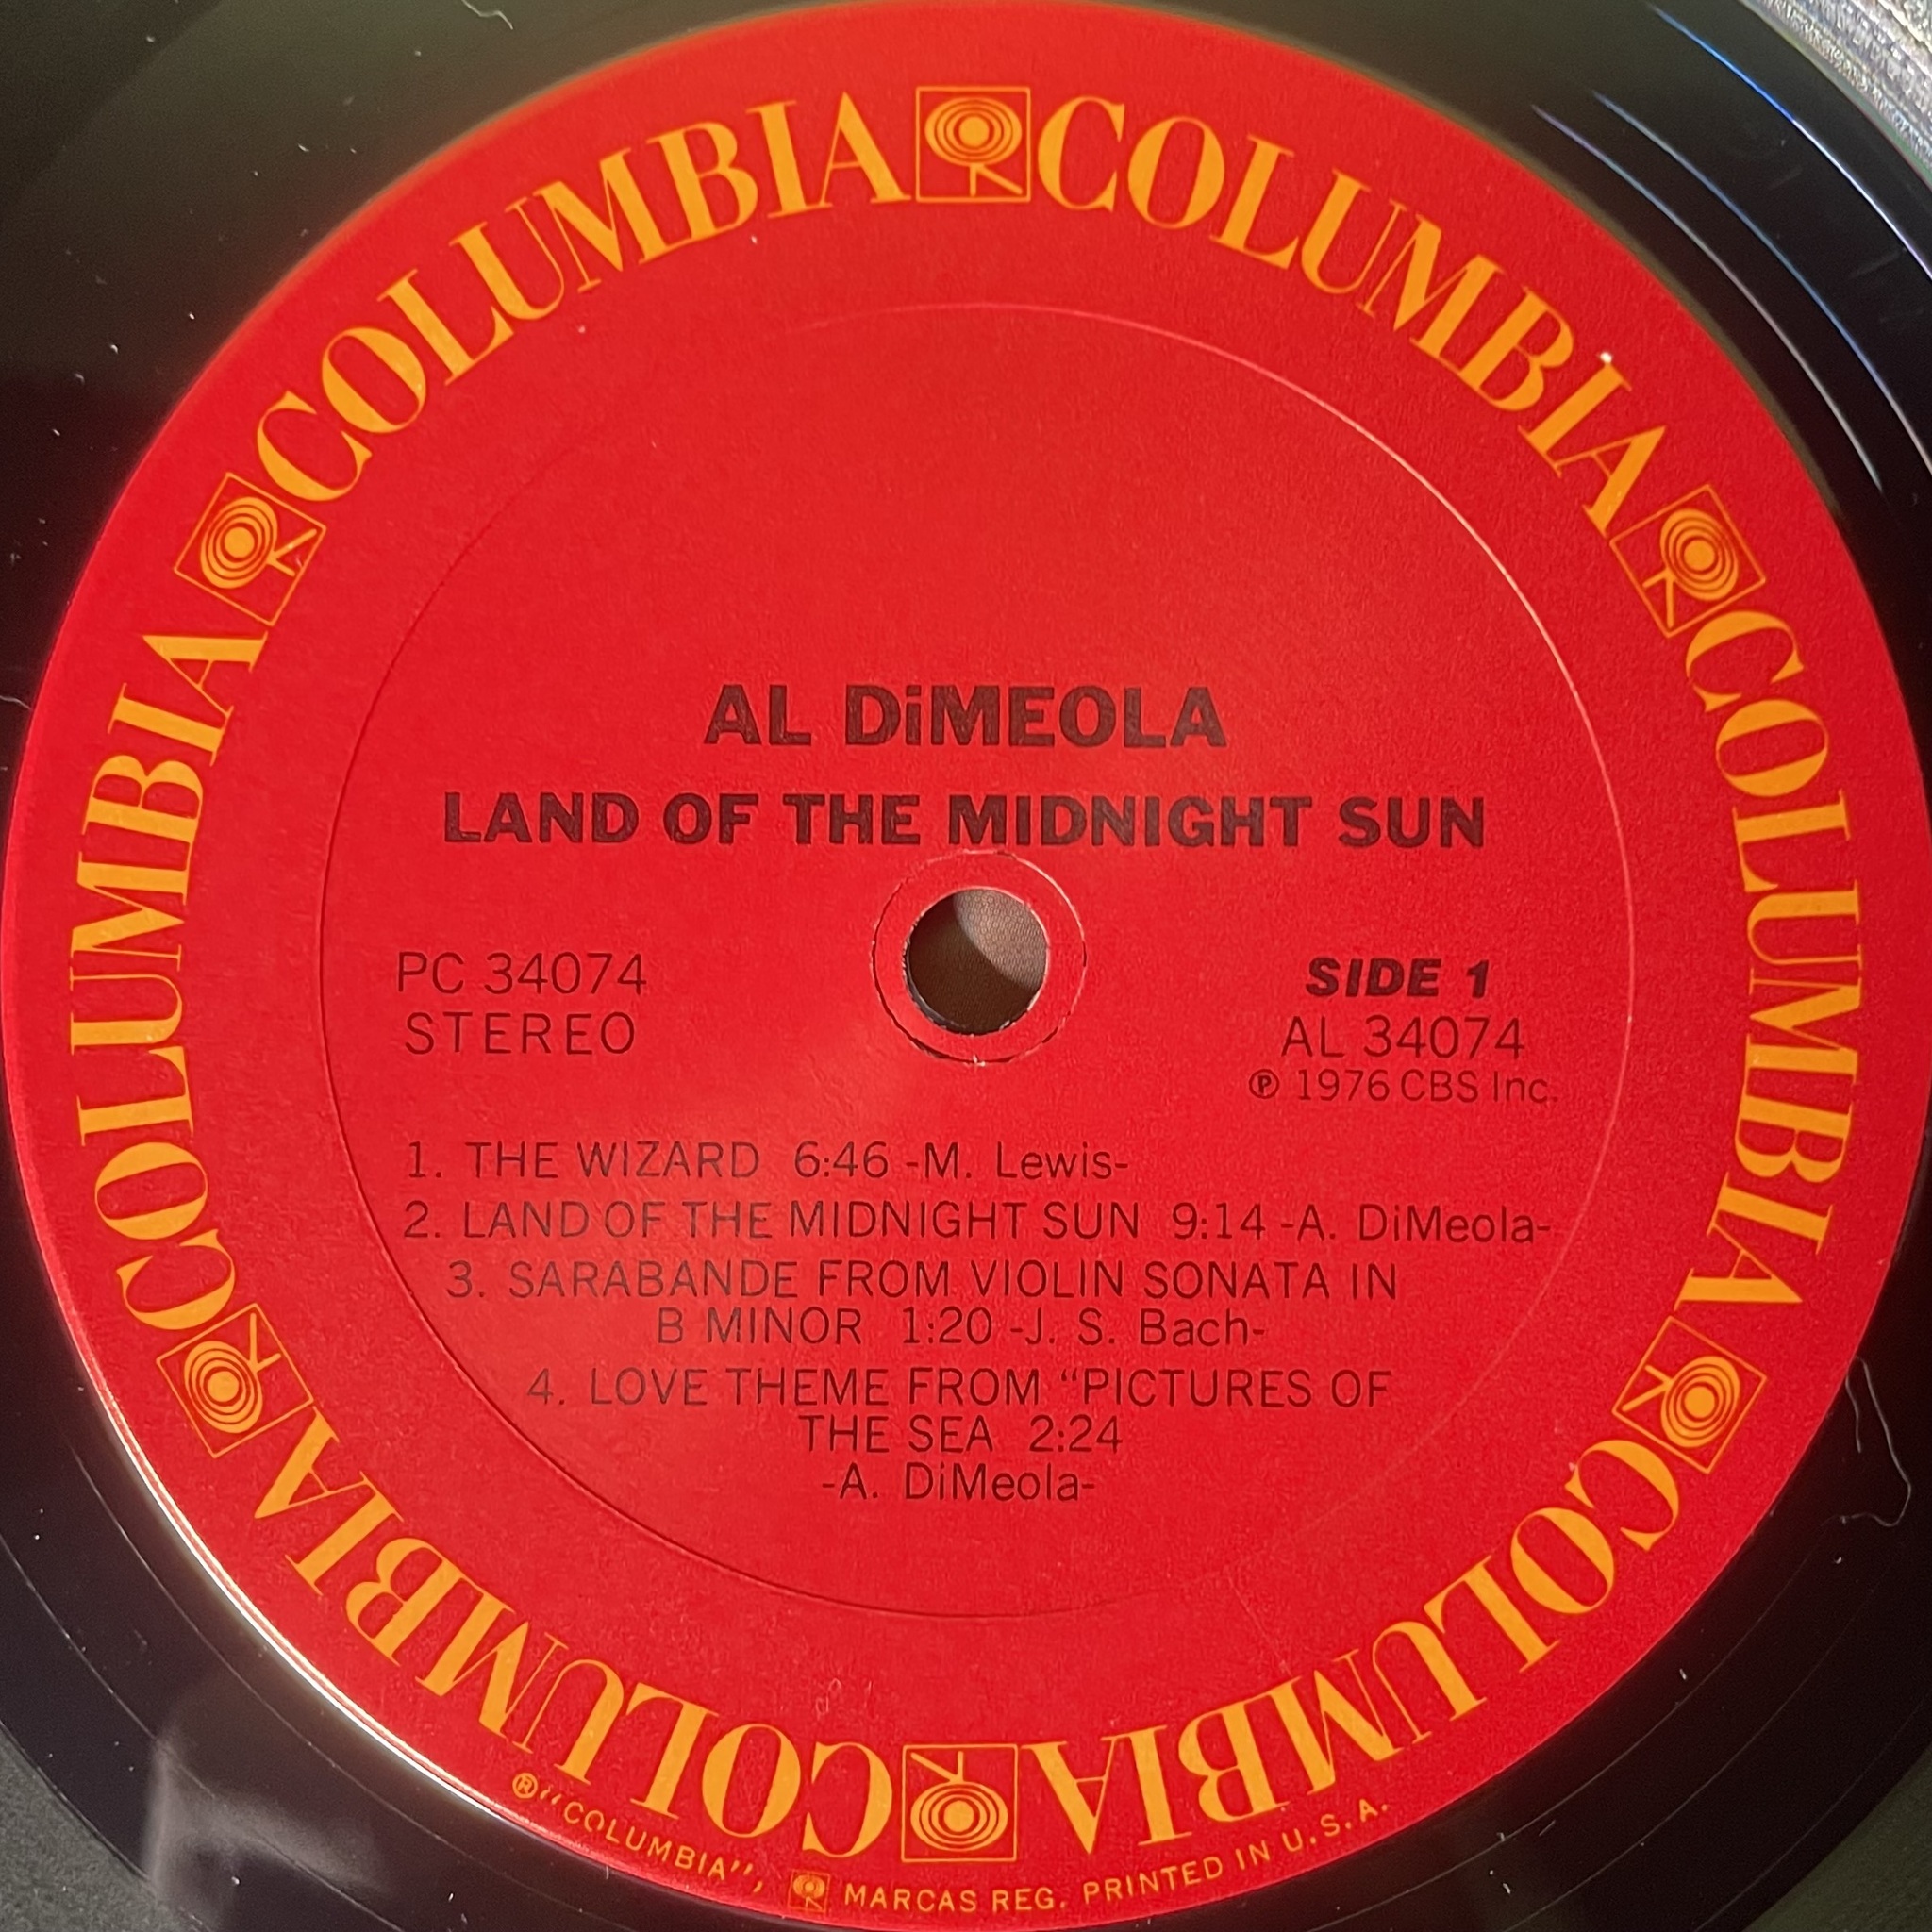 COLUMBIA COLUMBIA COLUMBIA COLUMBIA COLUMBIA COLUMBIA
AL DiMEOLA
LAND OF THE MIDNIGHT SUN
PC 34074
STEREO
SIDE 1
AL 34074
℗ 1976 CBS Inc.
1. THE WIZARD 6:46 -M. Lewis-
2. LAND OF THE MIDNIGHT SUN 9:14 -A. DiMeola-
3. SARABANDE FROM VIOLIN SONATA IN
B MINOR 1:20 -J. S. Bach-
4. LOVE THEME FROM “PICTURES OF
THE SEA 2:24
-A. DiMeola-
®“COLUMBIA”, MARCAS REG. PRINTED IN U.S.A.